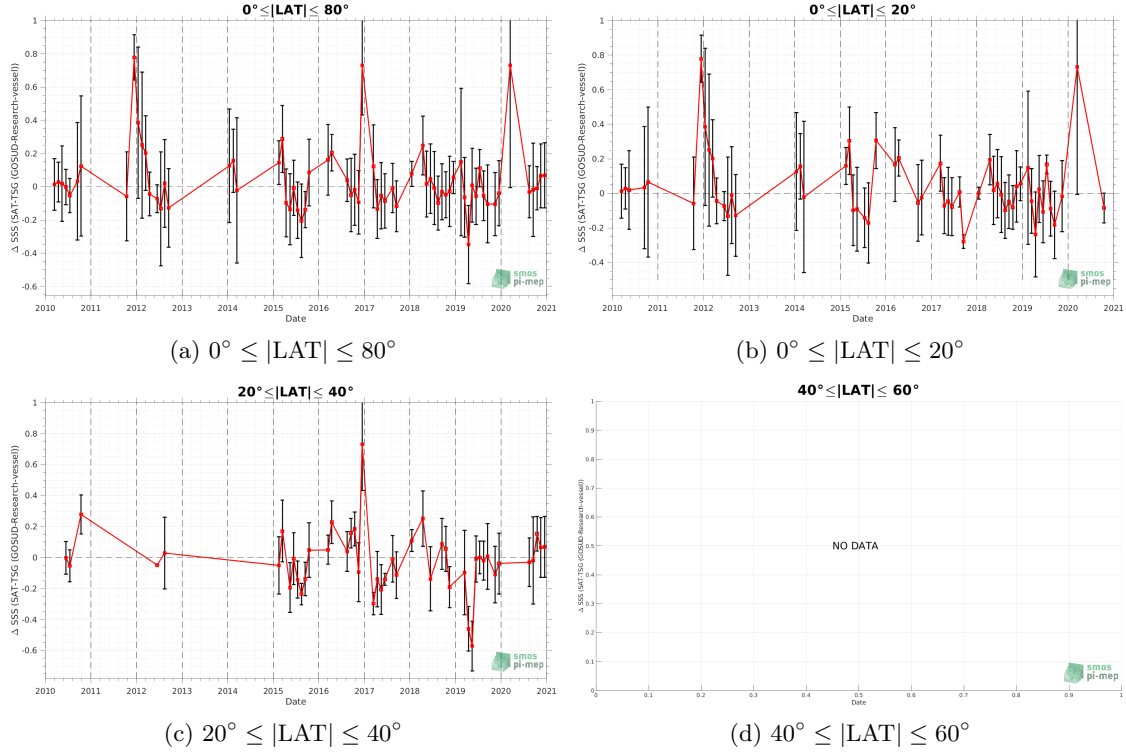 0°≤|LAT|≤ 80°
Δ SSS (SAT-TSG (GOSUD-Research-vessel))
1
0.8
0.6
0.4
0.2
0
-0.2
-0.4
-0.6
2010 2011 2012 2013 2014 2015 2016 2017 2018 2019 2020 2021
Date
smos
pi-mep
(a) 0° ≤ |LAT| ≤ 80°
0°≤|LAT|≤ 20°
Δ SSS (SAT-TSG (GOSUD-Research-vessel))
1
0.8
0.6
0.4
0.2
0
-0.2
-0.4
2010 2011 2012 2013 2014 2015 2016 2017 2018 2019 2020 2021
Date
smos
pi-mep
(b) 0° ≤ |LAT| ≤ 20°
20°≤|LAT|≤ 40°
Δ SSS (SAT-TSG (GOSUD-Research-vessel))
1
0.8
0.6
0.4
0.2
0
-0.2
-0.4
-0.6
2010 2011 2012 2013 2014 2015 2016 2017 2018 2019 2020 2021
Date
smos
pi-mep
(c) 20° ≤ |LAT| ≤ 40°
40°≤|LAT|≤ 60°
Δ SSS (SAT-TSG (GOSUD-Research-vessel))
1
0.9
0.8
0.7
0.6
0.5
0.4
0.3
0.2
0.1
0
NO DATA
0 0.1 0.2 0.3 0.4 0.5 0.6 0.7 0.8 0.9 1
Date
smos
pi-mep
(d) 40° ≤ |LAT| ≤ 60°